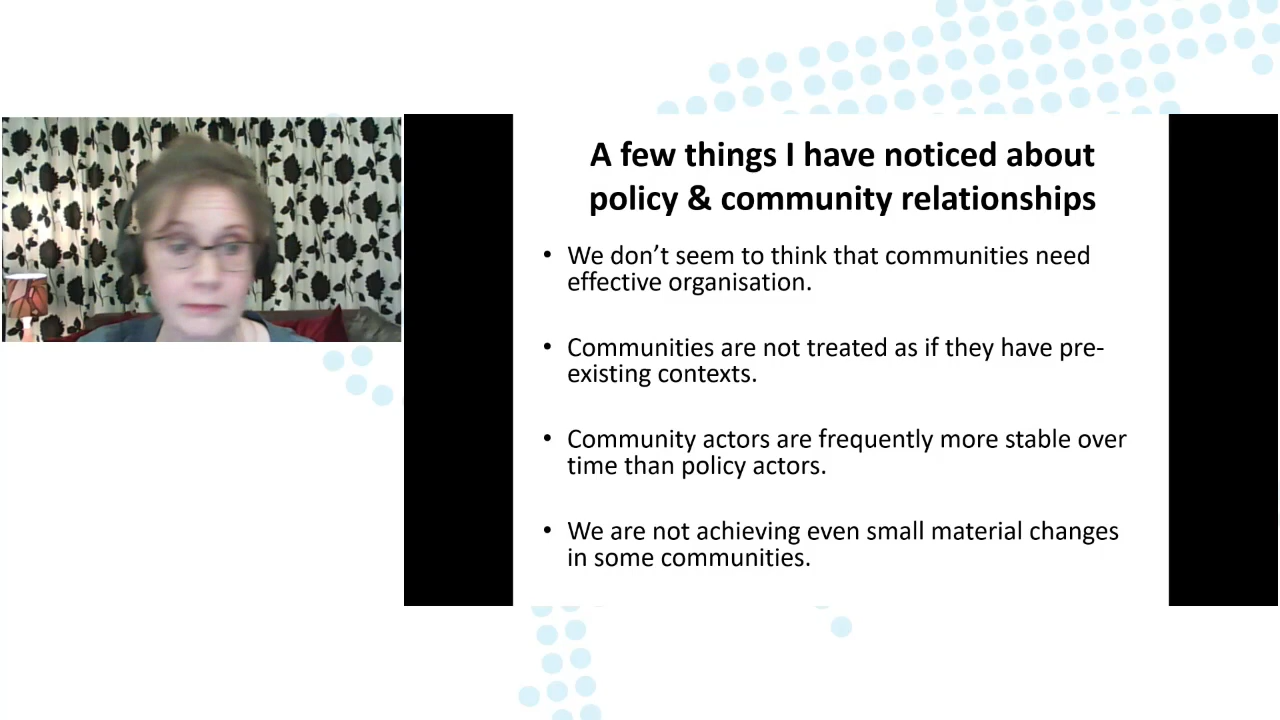 A few things I have noticed about
policy & community relationships
• We don’t seem to think that communities need
effective organisation.
• Communities are not treated as if they have pre-
existing contexts.
• Community actors are frequently more stable over
time than policy actors.
• We are not achieving even small material changes
in some communities.